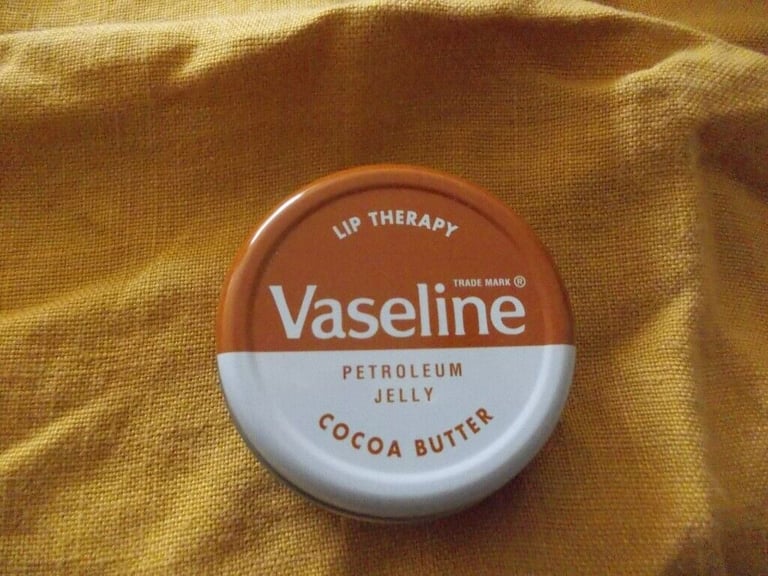 LIP THERAPY
TRADE MARK ®
Vaseline
PETROLEUM
JELLY
COCOA BUTTER